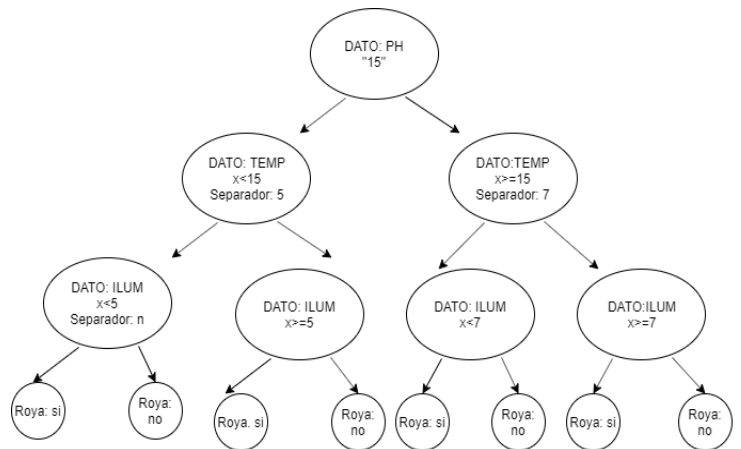 DATO: PH
"15"
DATO: TEMP
x<15
Separador: 5
DATO:TEMP
x>=15
Separador: 7
DATO: ILUM
x<5
Separador: n
DATO: ILUM
x>=5
DATO: ILUM
x<7
DATO:ILUM
x>=7
Roya: si
Roya:
no
Roya. si
Roya:
no
Roya: si
Roya:
no
Roya: si
Roya:
no